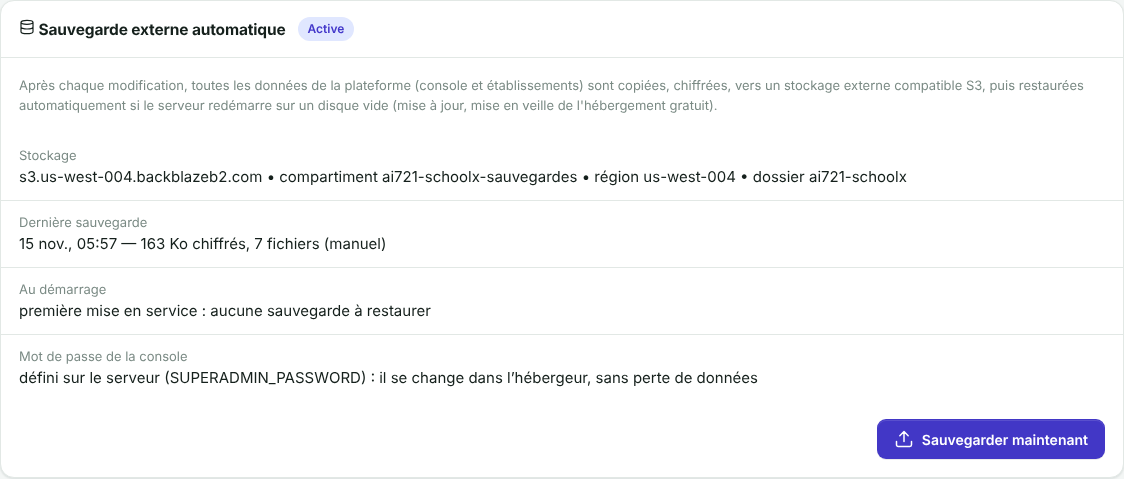 Sauvegarde externe automatique
Active
Après chaque modification, toutes les données de la plateforme (console et établissements) sont copiées, chiffrées, vers un stockage externe compatible S3, puis restaurées
automatiquement si le serveur redémarre sur un disque vide (mise à jour, mise en veille de l'hébergement gratuit).
Stockage
s3.us-west-004.backblazeb2.com • compartiment ai721-schoolx-sauvegardes • région us-west-004 • dossier ai721-schoolx
Dernière sauvegarde
15 nov., 05:57 — 163 Ko chiffrés, 7 fichiers (manuel)
Au démarrage
première mise en service : aucune sauvegarde à restaurer
Mot de passe de la console
défini sur le serveur (SUPERADMIN_PASSWORD) : il se change dans l’hébergeur, sans perte de données
Sauvegarder maintenant